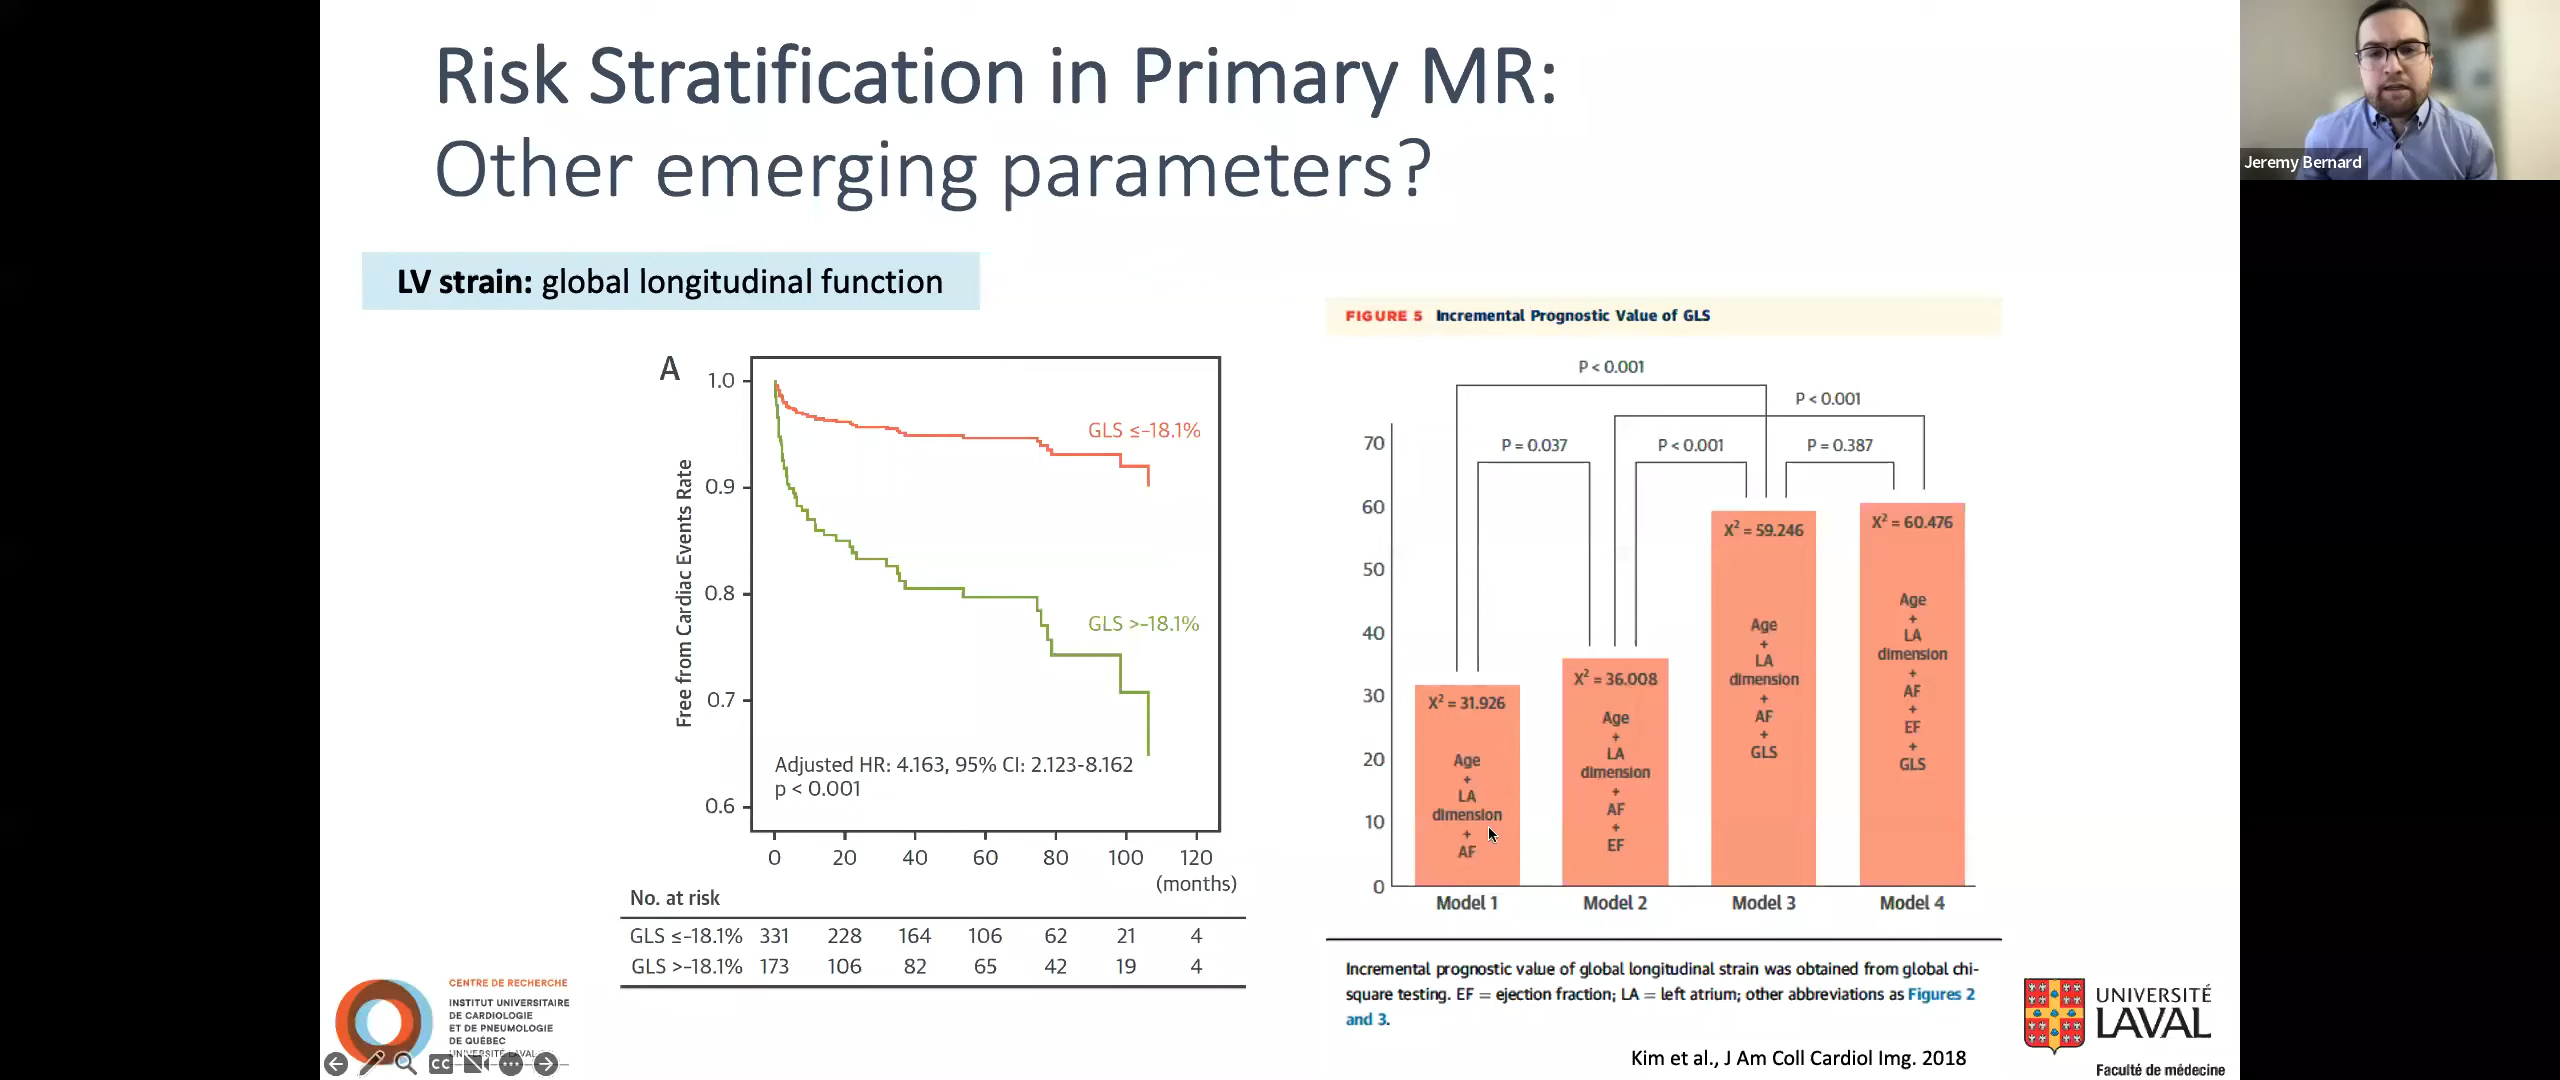 Risk Stratification in Primary MR:
Other emerging parameters?
Jeremy Bernard
LV strain: global longitudinal function
A
Free from Cardiac Events Rate
1.0
0.9
0.8
0.7
0.6
GLS ≤-18.1%
GLS >-18.1%
Adjusted HR: 4.163, 95% CI: 2.123-8.162
p < 0.001
0 20 40 60 80 100 120
(months)
No. at risk
GLS ≤-18.1% 331 228 164 106 62 21 4
GLS >-18.1% 173 106 82 65 42 19 4
FIGURE 5 Incremental Prognostic Value of GLS
P < 0.001
P < 0.001
P = 0.037 P < 0.001 P = 0.387
70
60
50
40
30
20
10
0
X² = 31.926
Age
+
LA
dimension
+
AF
X² = 36.008
Age
+
LA
dimension
+
AF
+
EF
X² = 59.246
Age
+
LA
dimension
+
AF
+
GLS
X² = 60.476
Age
+
LA
dimension
+
AF
+
EF
+
GLS
Model 1 Model 2 Model 3 Model 4
Incremental prognostic value of global longitudinal strain was obtained from global chi-
square testing. EF = ejection fraction; LA = left atrium; other abbreviations as Figures 2
and 3.
Kim et al., J Am Coll Cardiol Img. 2018
CENTRE DE RECHERCHE
INSTITUT UNIVERSITAIRE
DE CARDIOLOGIE
ET DE PNEUMOLOGIE
DE QUÉBEC
UNIVERSITÉ LAVAL
CC
UNIVERSITÉ
LAVAL
Faculté de médecine